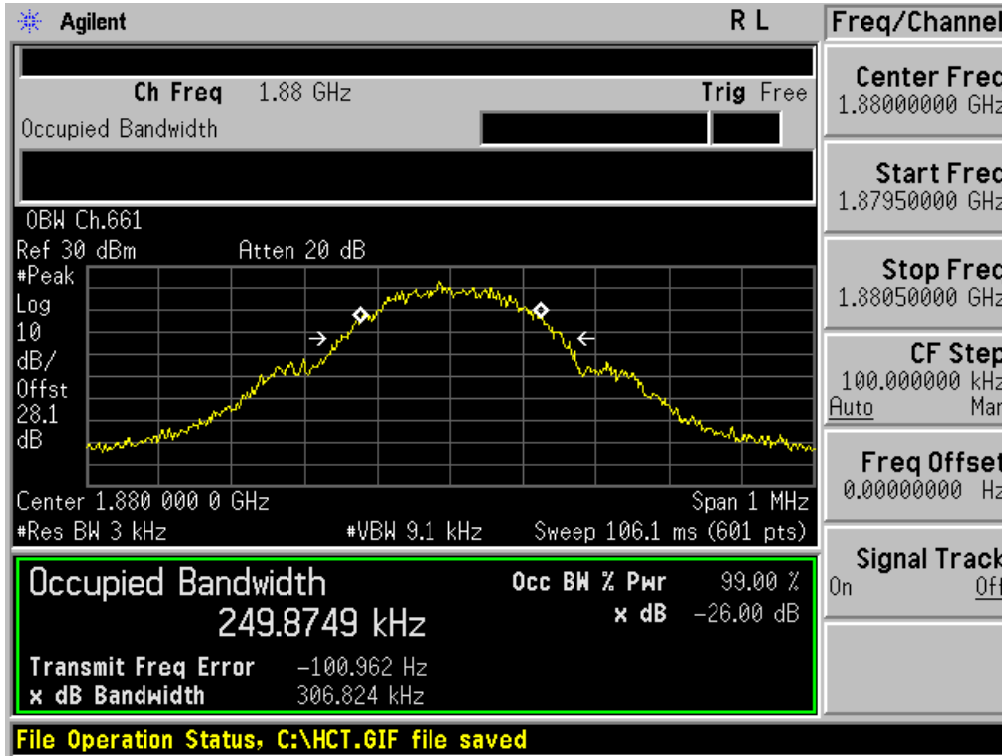 Agilent R L
Ch Freq 1.88 GHz Trig Free
Occupied Bandwidth
OBW Ch.661
Ref 30 dBm Atten 20 dB
#Peak
Log
10
dB/
Offst
28.1
dB
Center 1.880 000 0 GHz Span 1 MHz
#Res BW 3 kHz #VBW 9.1 kHz Sweep 106.1 ms (601 pts)
Occupied Bandwidth Occ BW % Pwr 99.00 %
249.8749 kHz x dB -26.00 dB
Transmit Freq Error -100.962 Hz
x dB Bandwidth 306.824 kHz
File Operation Status, C:\HCT.GIF file saved
Freq/Channel
Center Freq
1.88000000 GHz
Start Freq
1.87950000 GHz
Stop Freq
1.88050000 GHz
CF Step
100.000000 kHz
Auto Man
Freq Offset
0.00000000 Hz
Signal Track
On Off